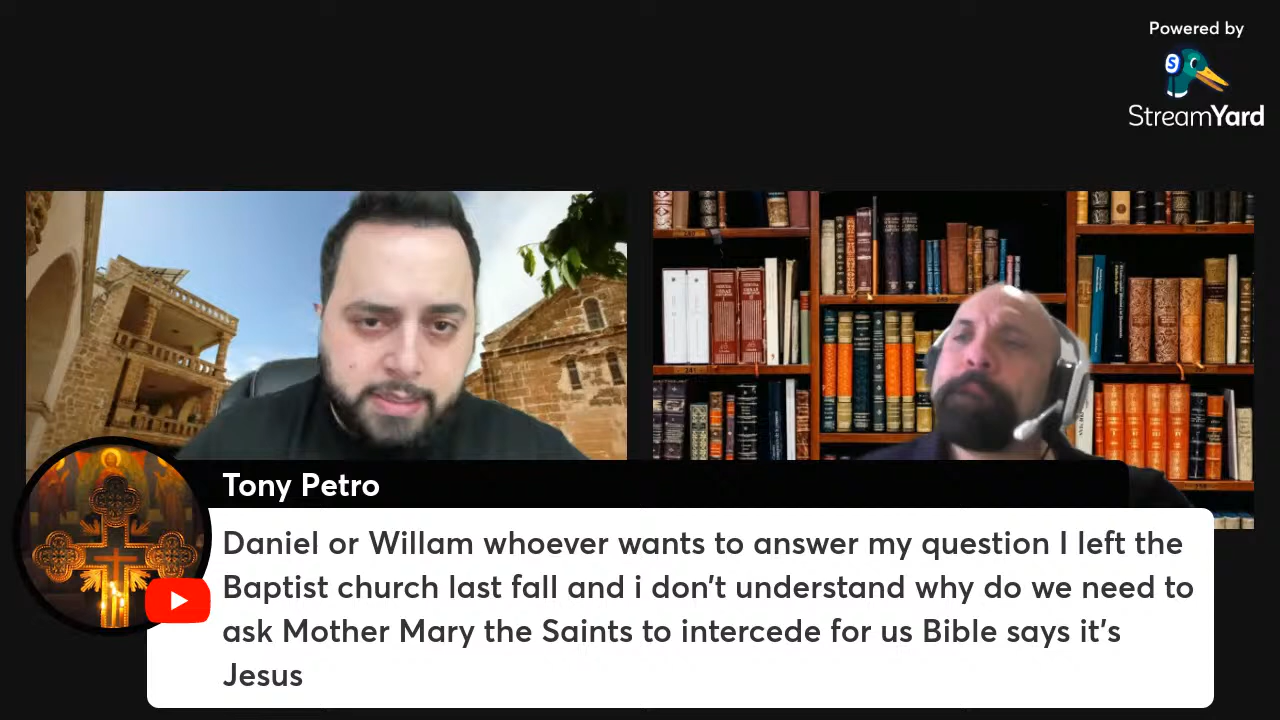 Powered by
StreamYard
Tony Petro
Daniel or Willam whoever wants to answer my question I left the
Baptist church last fall and i don't understand why do we need to
ask Mother Mary the Saints to intercede for us Bible says it's
Jesus